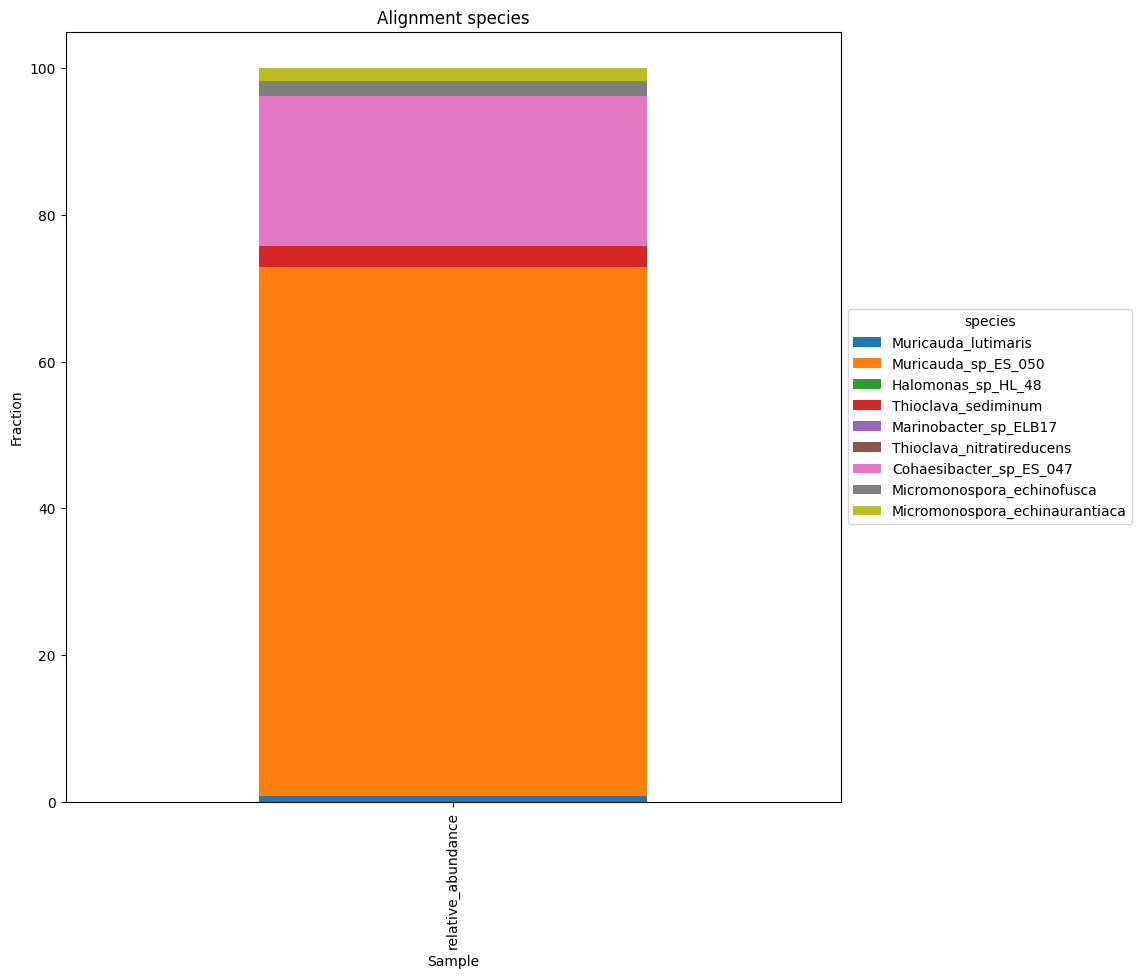 Alignment species
100
80
60
40
20
0
Fraction
relative_abundance
Sample
species
Muricauda_lutimaris
Muricauda_sp_ES_050
Halomonas_sp_HL_48
Thioclava_sediminum
Marinobacter_sp_ELB17
Thioclava_nitratireducens
Cohaesibacter_sp_ES_047
Micromonospora_echinofusca
Micromonospora_echinaurantiaca